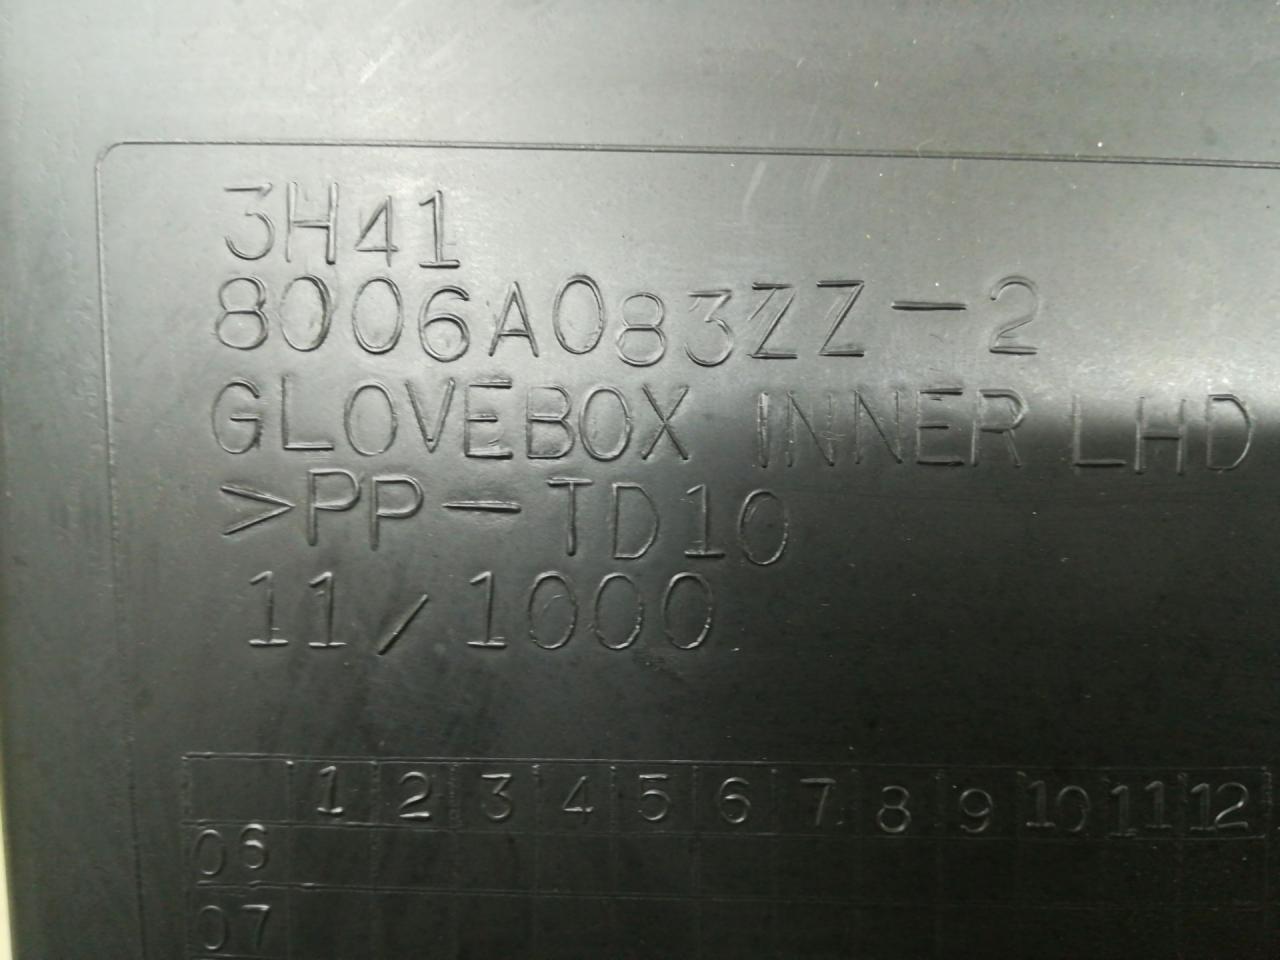 3H41
8006A083ZZ-2
GLOVEBOX INNER LHD
>PP-TD10
11/1000
1 2 3 4 5 6 7 8 9 10 11 12
06
07